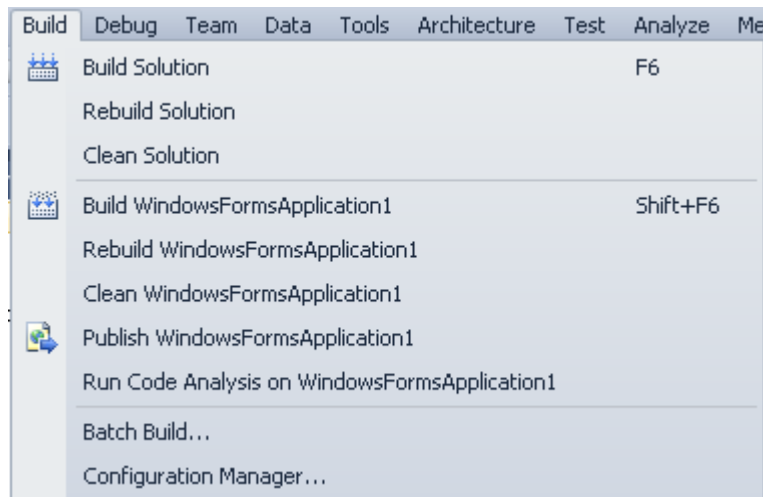 Build Debug Team Data Tools Architecture Test Analyze Me
Build Solution F6
Rebuild Solution
Clean Solution
Build WindowsFormsApplication1 Shift+F6
Rebuild WindowsFormsApplication1
Clean WindowsFormsApplication1
Publish WindowsFormsApplication1
Run Code Analysis on WindowsFormsApplication1
Batch Build...
Configuration Manager...